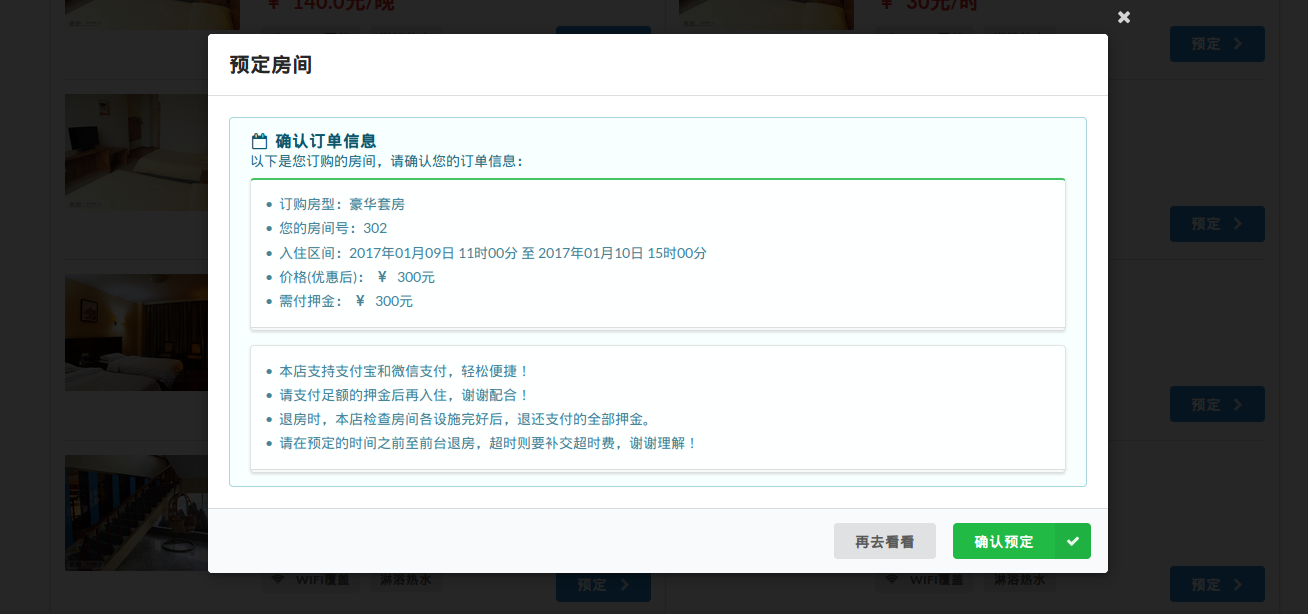 ¥ 140.0元/晚
¥ 30元/时
预定
预定房间
确认订单信息
以下是您订购的房间，请确认您的订单信息：
订购房型：豪华套房
您的房间号：302
入住区间：2017年01月09日 11时00分 至 2017年01月10日 15时00分
价格(优惠后)： ¥ 300元
需付押金： ¥ 300元
预定
本店支持支付宝和微信支付，轻松便捷！
请支付足额的押金后再入住，谢谢配合！
退房时，本店检查房间各设施完好后，退还支付的全部押金。
请在预定的时间之前至前台退房，超时则要补交超时费，谢谢理解！
预定
再去看看
确认预定
WIFI覆盖 淋浴热水 预定
WIFI覆盖 淋浴热水 预定